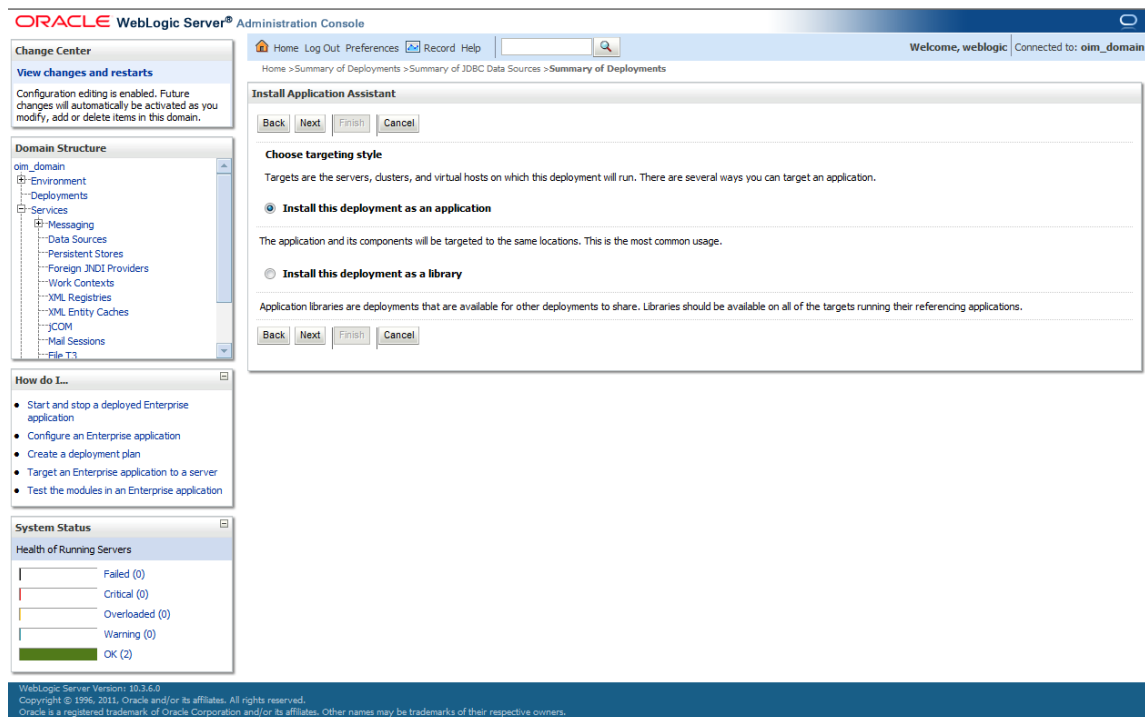 ORACLE WebLogic Server® Administration Console
Change Center
View changes and restarts
Configuration editing is enabled. Future
changes will automatically be activated as you
modify, add or delete items in this domain.
Domain Structure
oim_domain
Environment
Deployments
Services
Messaging
Data Sources
Persistent Stores
Foreign JNDI Providers
Work Contexts
XML Registries
XML Entity Caches
jCOM
Mail Sessions
File T3
How do I...
Start and stop a deployed Enterprise
application
Configure an Enterprise application
Create a deployment plan
Target an Enterprise application to a server
Test the modules in an Enterprise application
System Status
Health of Running Servers
Failed (0)
Critical (0)
Overloaded (0)
Warning (0)
OK (2)
Home Log Out Preferences Record Help
Welcome, weblogic Connected to: oim_domain
Home >Summary of Deployments >Summary of JDBC Data Sources >Summary of Deployments
Install Application Assistant
Back Next Finish Cancel
Choose targeting style
Targets are the servers, clusters, and virtual hosts on which this deployment will run. There are several ways you can target an application.
Install this deployment as an application
The application and its components will be targeted to the same locations. This is the most common usage.
Install this deployment as a library
Application libraries are deployments that are available for other deployments to share. Libraries should be available on all of the targets running their referencing applications.
Back Next Finish Cancel
WebLogic Server Version: 10.3.6.0
Copyright © 1996, 2011, Oracle and/or its affiliates. All rights reserved.
Oracle is a registered trademark of Oracle Corporation and/or its affiliates. Other names may be trademarks of their respective owners.